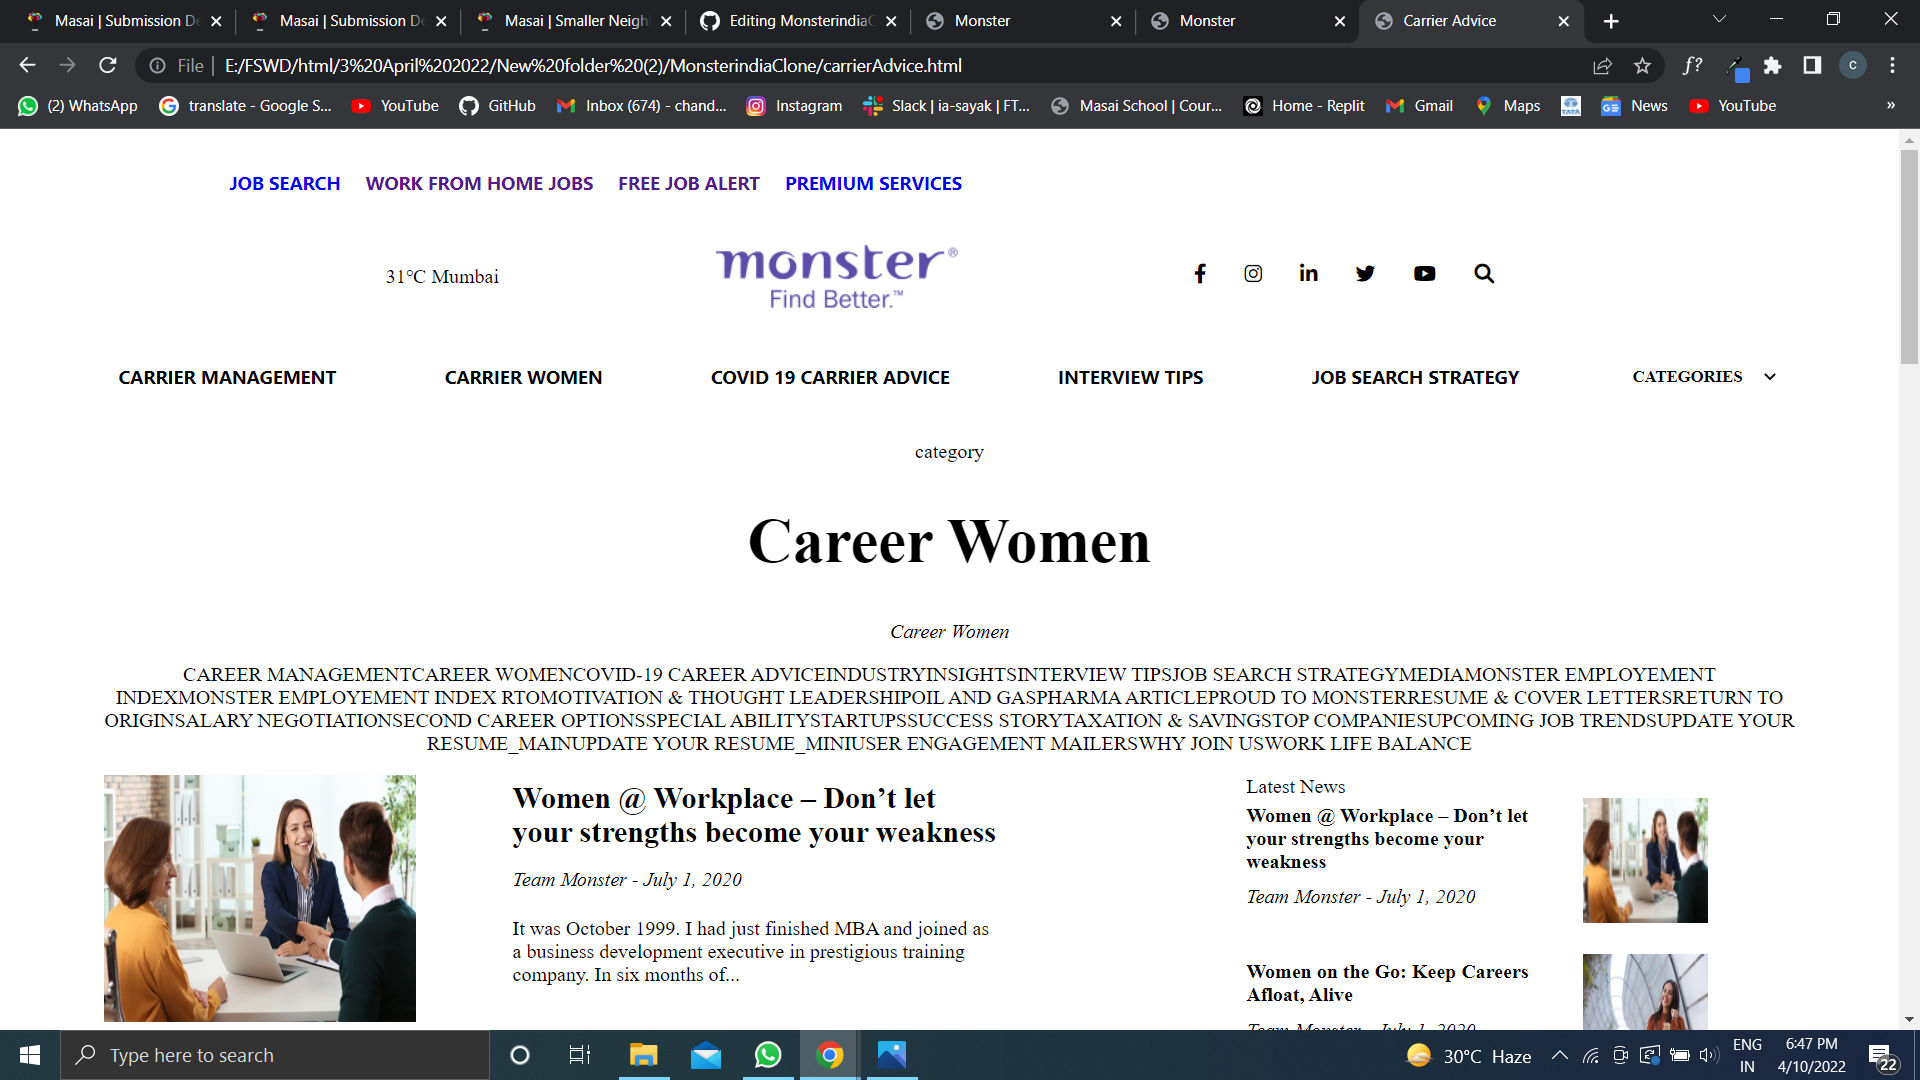 Masai | Submission De
Masai | Submission De
Masai | Smaller Neigh
Editing MonsterindiaC
Monster
Monster
Carrier Advice
File | E:/FSWD/html/3%20April%202022/New%20folder%20(2)/MonsterindiaClone/carrierAdvice.html
f?
c
(2) WhatsApp
translate - Google S...
YouTube
GitHub
Inbox (674) - chand...
Instagram
Slack | ia-sayak | FT...
Masai School | Cour...
Home - Replit
Gmail
Maps
TATA
News
YouTube
»
JOB SEARCH WORK FROM HOME JOBS FREE JOB ALERT PREMIUM SERVICES
31°C Mumbai
monster®
Find Better.™
CARRIER MANAGEMENT CARRIER WOMEN COVID 19 CARRIER ADVICE INTERVIEW TIPS JOB SEARCH STRATEGY CATEGORIES
category
Career Women
Career Women
CAREER MANAGEMENTCAREER WOMENCOVID-19 CAREER ADVICEINDUSTRYINSIGHTSINTERVIEW TIPSJOB SEARCH STRATEGYMEDIAMONSTER EMPLOYEMENT
INDEXMONSTER EMPLOYEMENT INDEX RTOMOTIVATION & THOUGHT LEADERSHIPOIL AND GASPHARMA ARTICLEPROUD TO MONSTERRESUME & COVER LETTERSRETURN TO
ORIGINSALARY NEGOTIATIONSECOND CAREER OPTIONSSPECIAL ABILITYSTARTUPSSUCCESS STORYTAXATION & SAVINGSTOP COMPANIESUPCOMING JOB TRENDSUPDATE YOUR
RESUME_MAINUPDATE YOUR RESUME_MINIUSER ENGAGEMENT MAILERSWHY JOIN USWORK LIFE BALANCE
Women @ Workplace – Don’t let
your strengths become your weakness
Team Monster - July 1, 2020
It was October 1999. I had just finished MBA and joined as
a business development executive in prestigious training
company. In six months of...
Latest News
Women @ Workplace – Don’t let
your strengths become your
weakness
Team Monster - July 1, 2020
Women on the Go: Keep Careers
Afloat, Alive
Team Monster - July 1, 2020
Type here to search
30°C Haze
ENG
IN
6:47 PM
4/10/2022
22